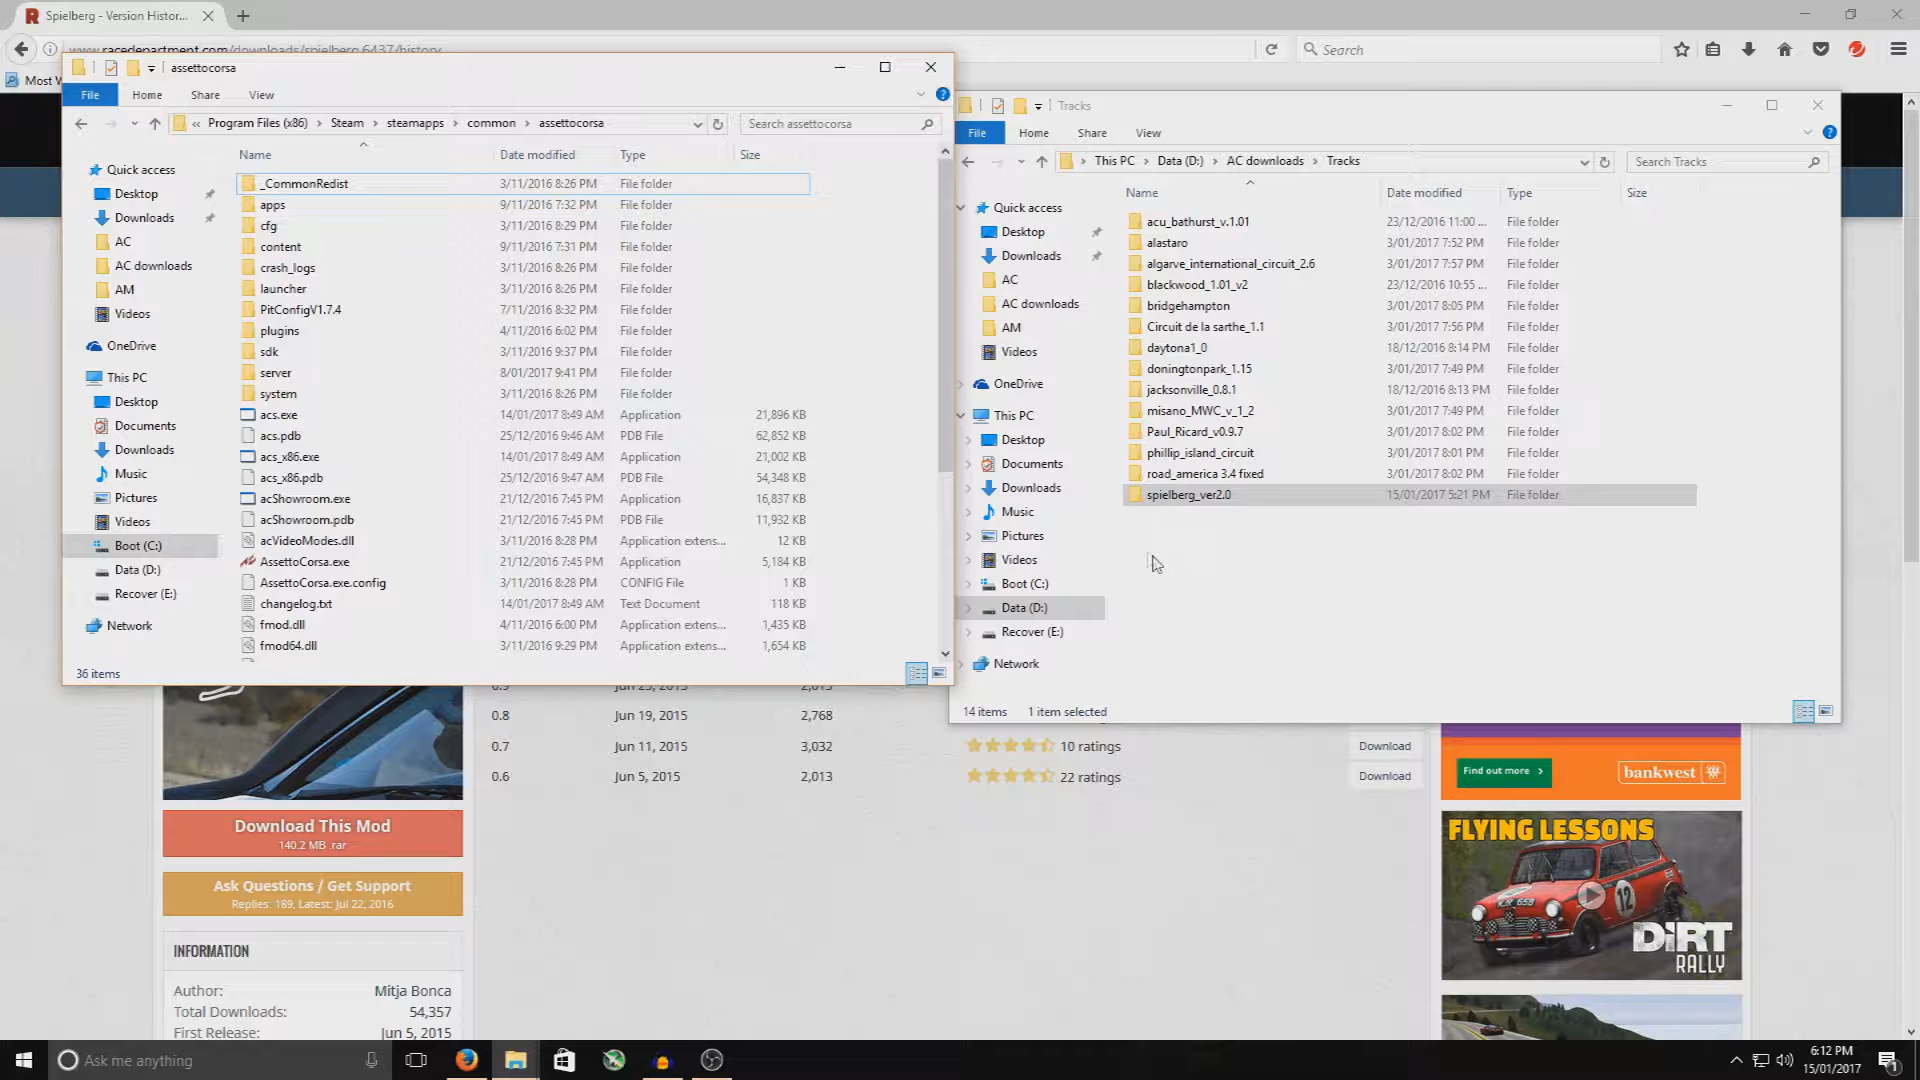 Spielberg - Version Histor...
www.racedepartment.com/downloads/spielberg.6437/history
Search
Most V
assettocorsa
File Home Share View
Program Files (x86) Steam steamapps common assettocorsa
Search assettocorsa
Name Date modified Type Size
Quick access
Desktop
Downloads
AC
AC downloads
AM
Videos
OneDrive
This PC
Desktop
Documents
Downloads
Music
Pictures
Videos
Boot (C:)
Data (D:)
Recover (E:)
Network
_CommonRedist 3/11/2016 8:26 PM File folder
apps 9/11/2016 7:32 PM File folder
cfg 3/11/2016 8:29 PM File folder
content 9/11/2016 7:31 PM File folder
crash_logs 3/11/2016 8:26 PM File folder
launcher 3/11/2016 8:26 PM File folder
PitConfigV1.7.4 7/11/2016 8:32 PM File folder
plugins 4/11/2016 6:02 PM File folder
sdk 3/11/2016 9:37 PM File folder
server 8/01/2017 9:41 PM File folder
system 3/11/2016 8:26 PM File folder
acs.exe 14/01/2017 8:49 AM Application 21,896 KB
acs.pdb 25/12/2016 9:46 AM PDB File 62,852 KB
acs_x86.exe 14/01/2017 8:49 AM Application 21,002 KB
acs_x86.pdb 25/12/2016 9:47 AM PDB File 54,348 KB
acShowroom.exe 21/12/2016 7:45 PM Application 16,837 KB
acShowroom.pdb 21/12/2016 7:45 PM PDB File 11,932 KB
acVideoModes.dll 3/11/2016 8:28 PM Application extens... 12 KB
AssettoCorsa.exe 21/12/2016 7:45 PM Application 5,184 KB
AssettoCorsa.exe.config 3/11/2016 8:28 PM CONFIG File 1 KB
changelog.txt 14/01/2017 8:49 AM Text Document 118 KB
fmod.dll 4/11/2016 6:00 PM Application extens... 1,435 KB
fmod64.dll 3/11/2016 9:29 PM Application extens... 1,654 KB
36 items
Tracks
File Home Share View
This PC Data (D:) AC downloads Tracks
Search Tracks
Name Date modified Type Size
Quick access
Desktop
Downloads
AC
AC downloads
AM
Videos
OneDrive
This PC
Desktop
Documents
Downloads
Music
Pictures
Videos
Boot (C:)
Data (D:)
Recover (E:)
Network
acu_bathurst_v.1.01 23/12/2016 11:00 ... File folder
alastaro 3/01/2017 7:52 PM File folder
algarve_international_circuit_2.6 3/01/2017 7:57 PM File folder
blackwood_1.01_v2 23/12/2016 10:55 ... File folder
bridgehampton 3/01/2017 8:05 PM File folder
Circuit de la sarthe_1.1 3/01/2017 7:56 PM File folder
daytona1_0 18/12/2016 8:14 PM File folder
doningtonpark_1.15 3/01/2017 7:49 PM File folder
jacksonville_0.8.1 18/12/2016 8:13 PM File folder
misano_MWC_v_1_2 3/01/2017 7:49 PM File folder
Paul_Ricard_v0.9.7 3/01/2017 8:02 PM File folder
phillip_island_circuit 3/01/2017 8:01 PM File folder
road_america 3.4 fixed 3/01/2017 8:02 PM File folder
spielberg_ver2.0 15/01/2017 5:21 PM File folder
14 items 1 item selected
0.8 Jun 19, 2015 2,768
0.7 Jun 11, 2015 3,032 10 ratings Download
0.6 Jun 5, 2015 2,013 22 ratings Download
Download This Mod
140.2 MB .rar
Ask Questions / Get Support
Replies: 189, Latest: Jul 22, 2016
INFORMATION
Author: Mitja Bonca
Total Downloads: 54,357
First Release: Jun 5, 2015
Find out more
bankwest
FLYING LESSONS
12
DiRT
RALLY
Ask me anything
6:12 PM
15/01/2017
1